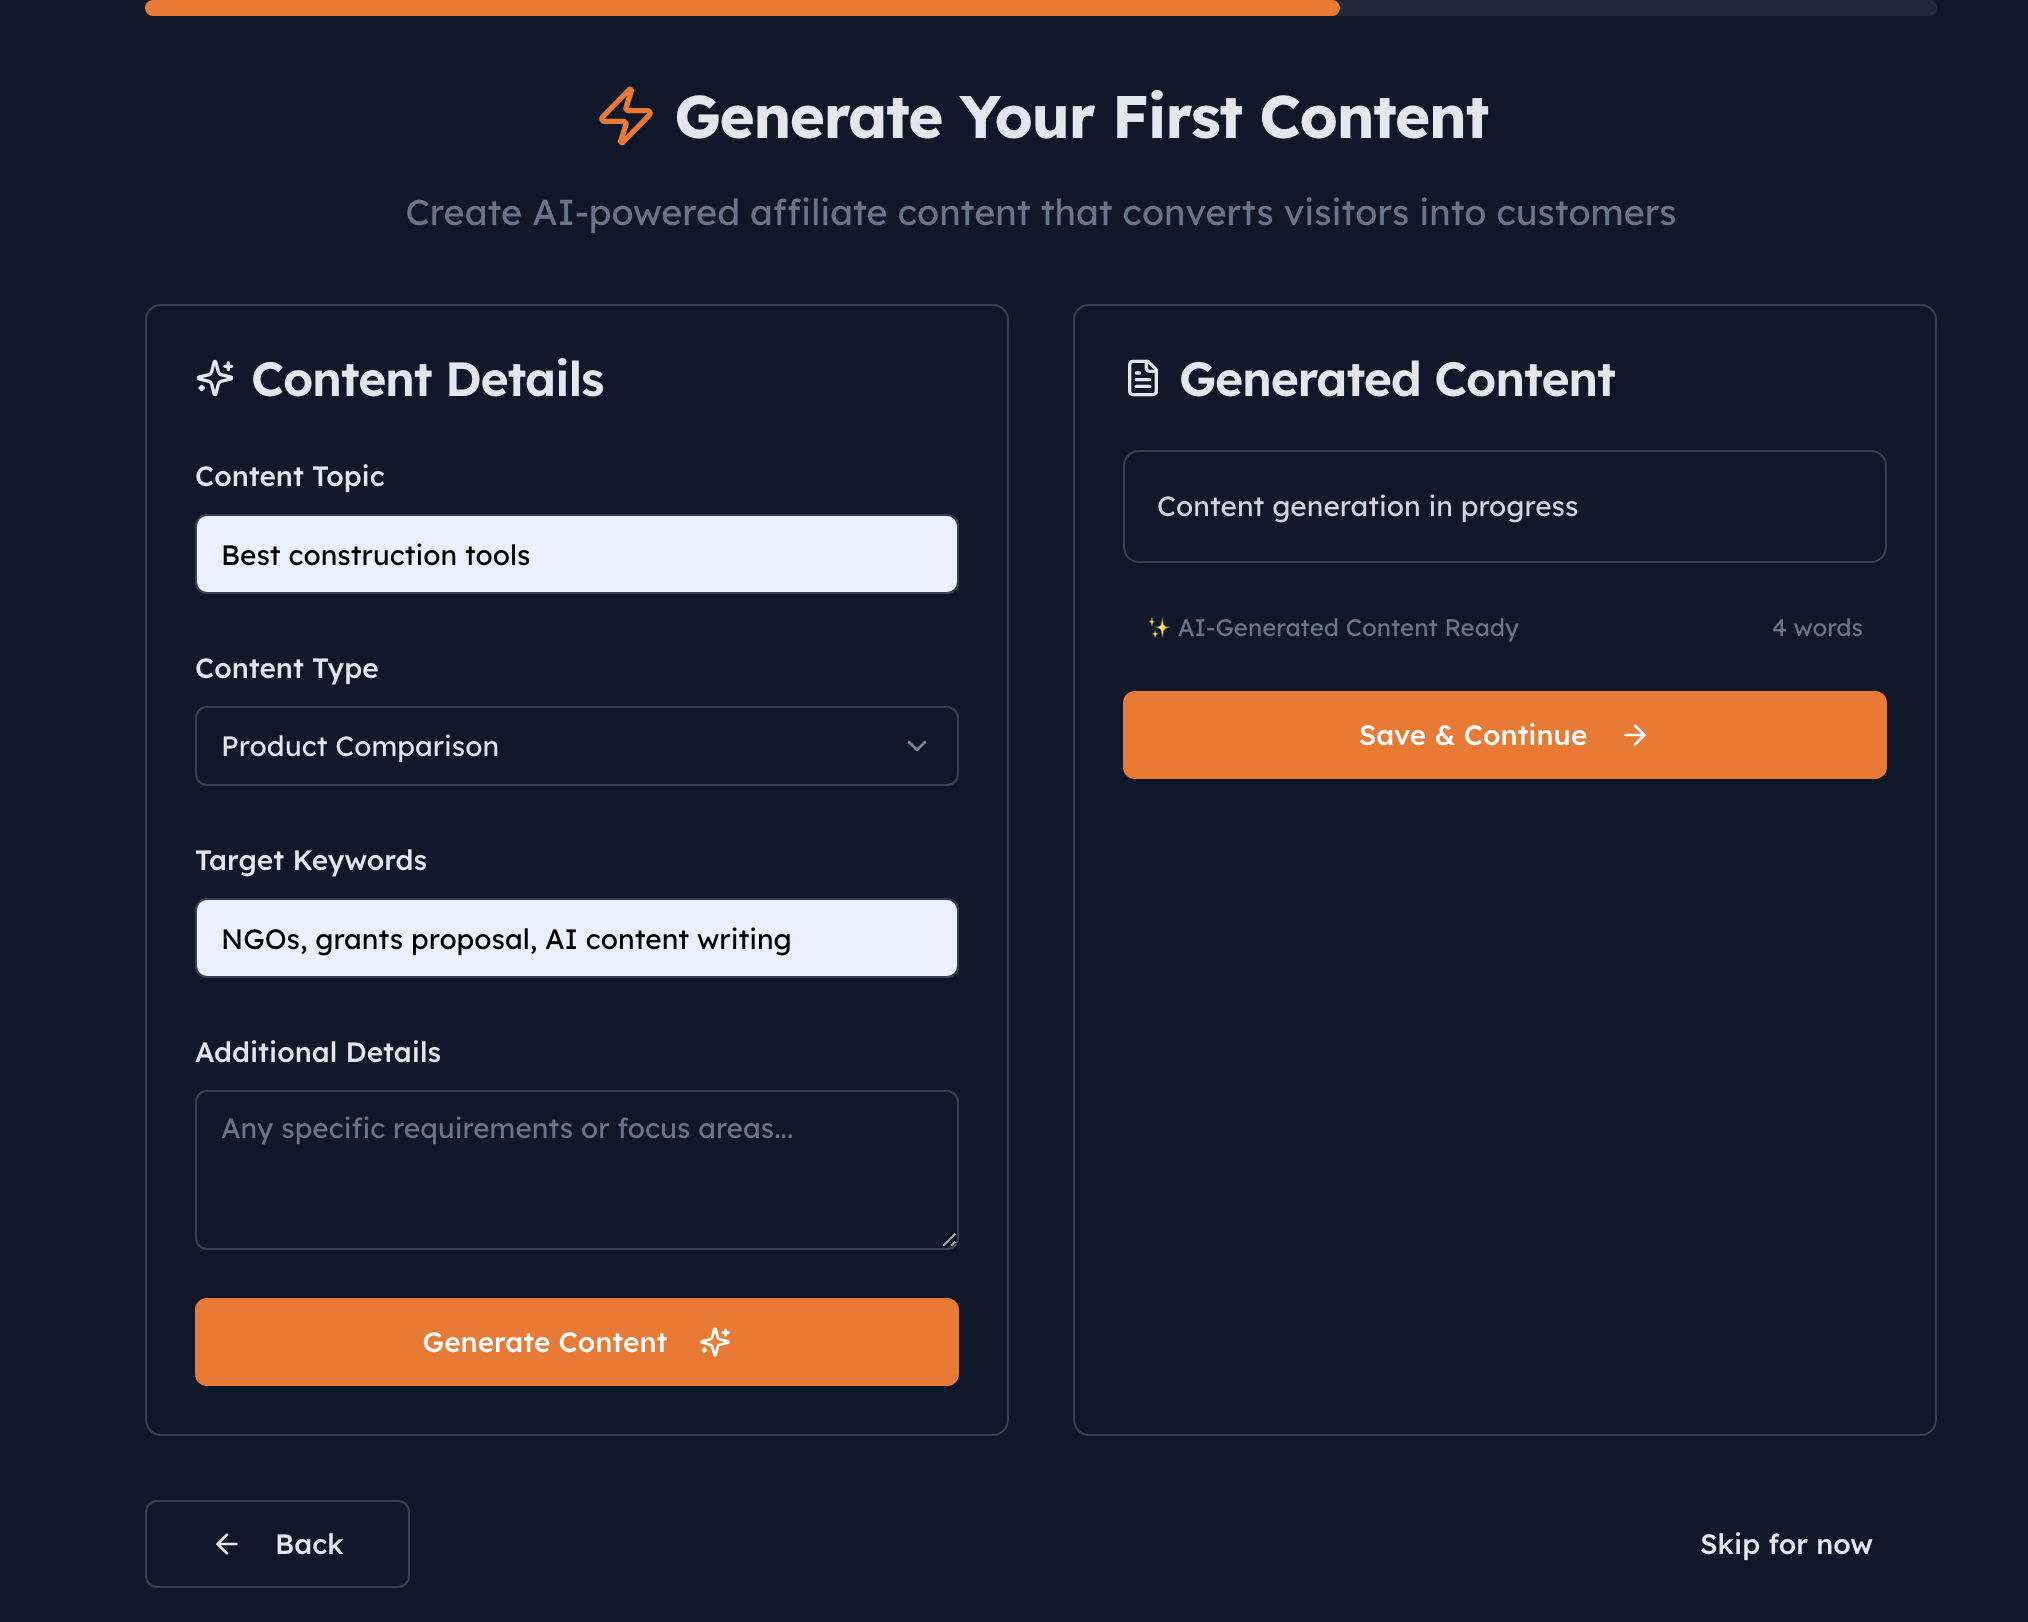 Generate Your First Content
Create AI-powered affiliate content that converts visitors into customers
Content Details
Content Topic
Best construction tools
Content Type
Product Comparison
Target Keywords
NGOs, grants proposal, AI content writing
Additional Details
Any specific requirements or focus areas...
Generate Content
Generated Content
Content generation in progress
✨ AI-Generated Content Ready
4 words
Save & Continue
Back
Skip for now